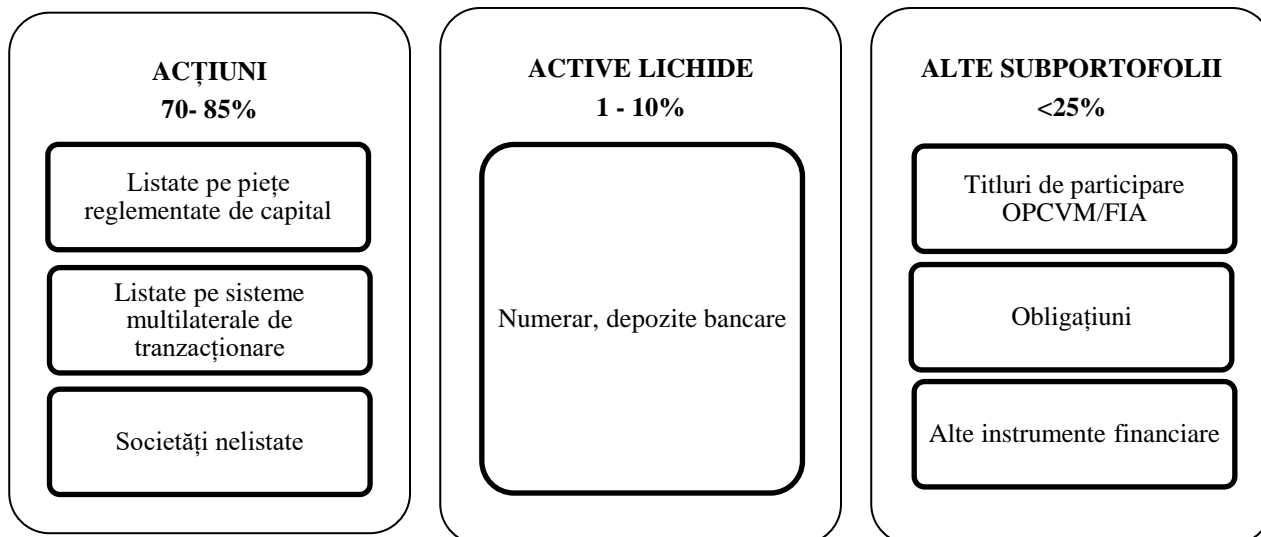 ACȚIUNI
70- 85%
Listate pe piețe
reglementate de capital
Listate pe sisteme
multilaterale de
tranzacționare
Societăți nelistate
ACTIVE LICHIDE
1 - 10%
Numerar, depozite bancare
ALTE SUBPORTOFOLII
<25%
Titluri de participare
OPCVM/FIA
Obligațiuni
Alte instrumente financiare